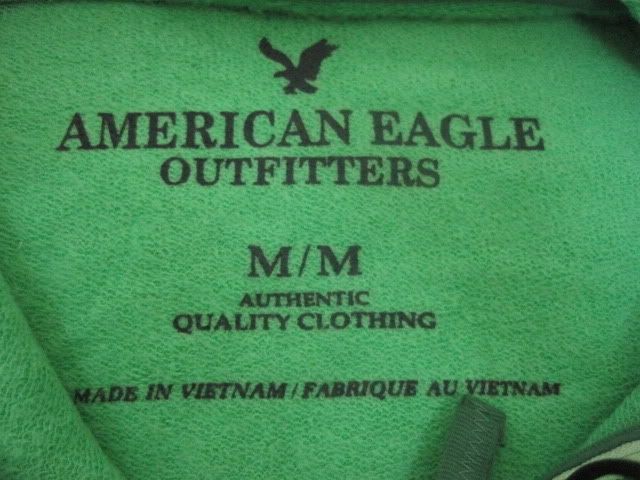 AMERICAN EAGLE
OUTFITTERS
M/M
AUTHENTIC
QUALITY CLOTHING
MADE IN VIETNAM / FABRIQUE AU VIETNAM